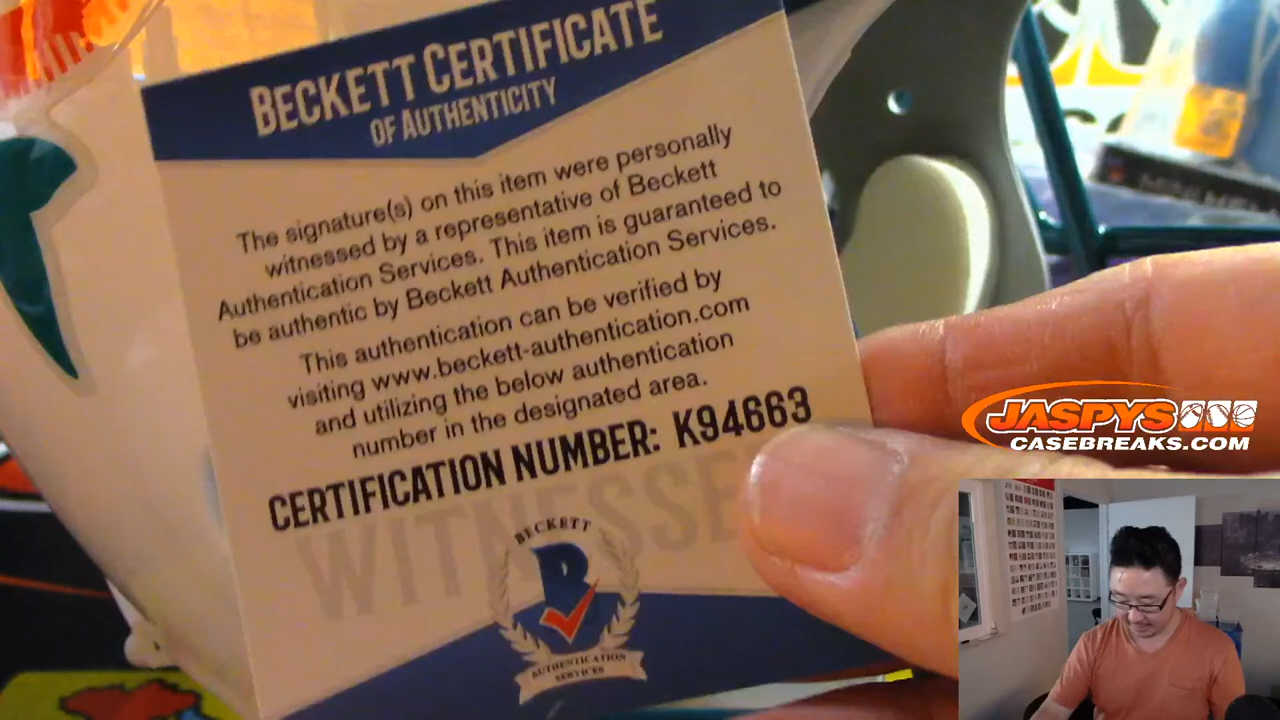 BECKETT CERTIFICATE
OF AUTHENTICITY
The signature(s) on this item were personally
witnessed by a representative of Beckett
Authentication Services. This item is guaranteed to
be authentic by Beckett Authentication Services.
This authentication can be verified by
visiting www.beckett-authentication.com
and utilizing the below authentication
number in the designated area.
CERTIFICATION NUMBER: K94663
BECKETT
B
AUTHENTICATION
SERVICES
JASPYS
CASEBREAKS.COM